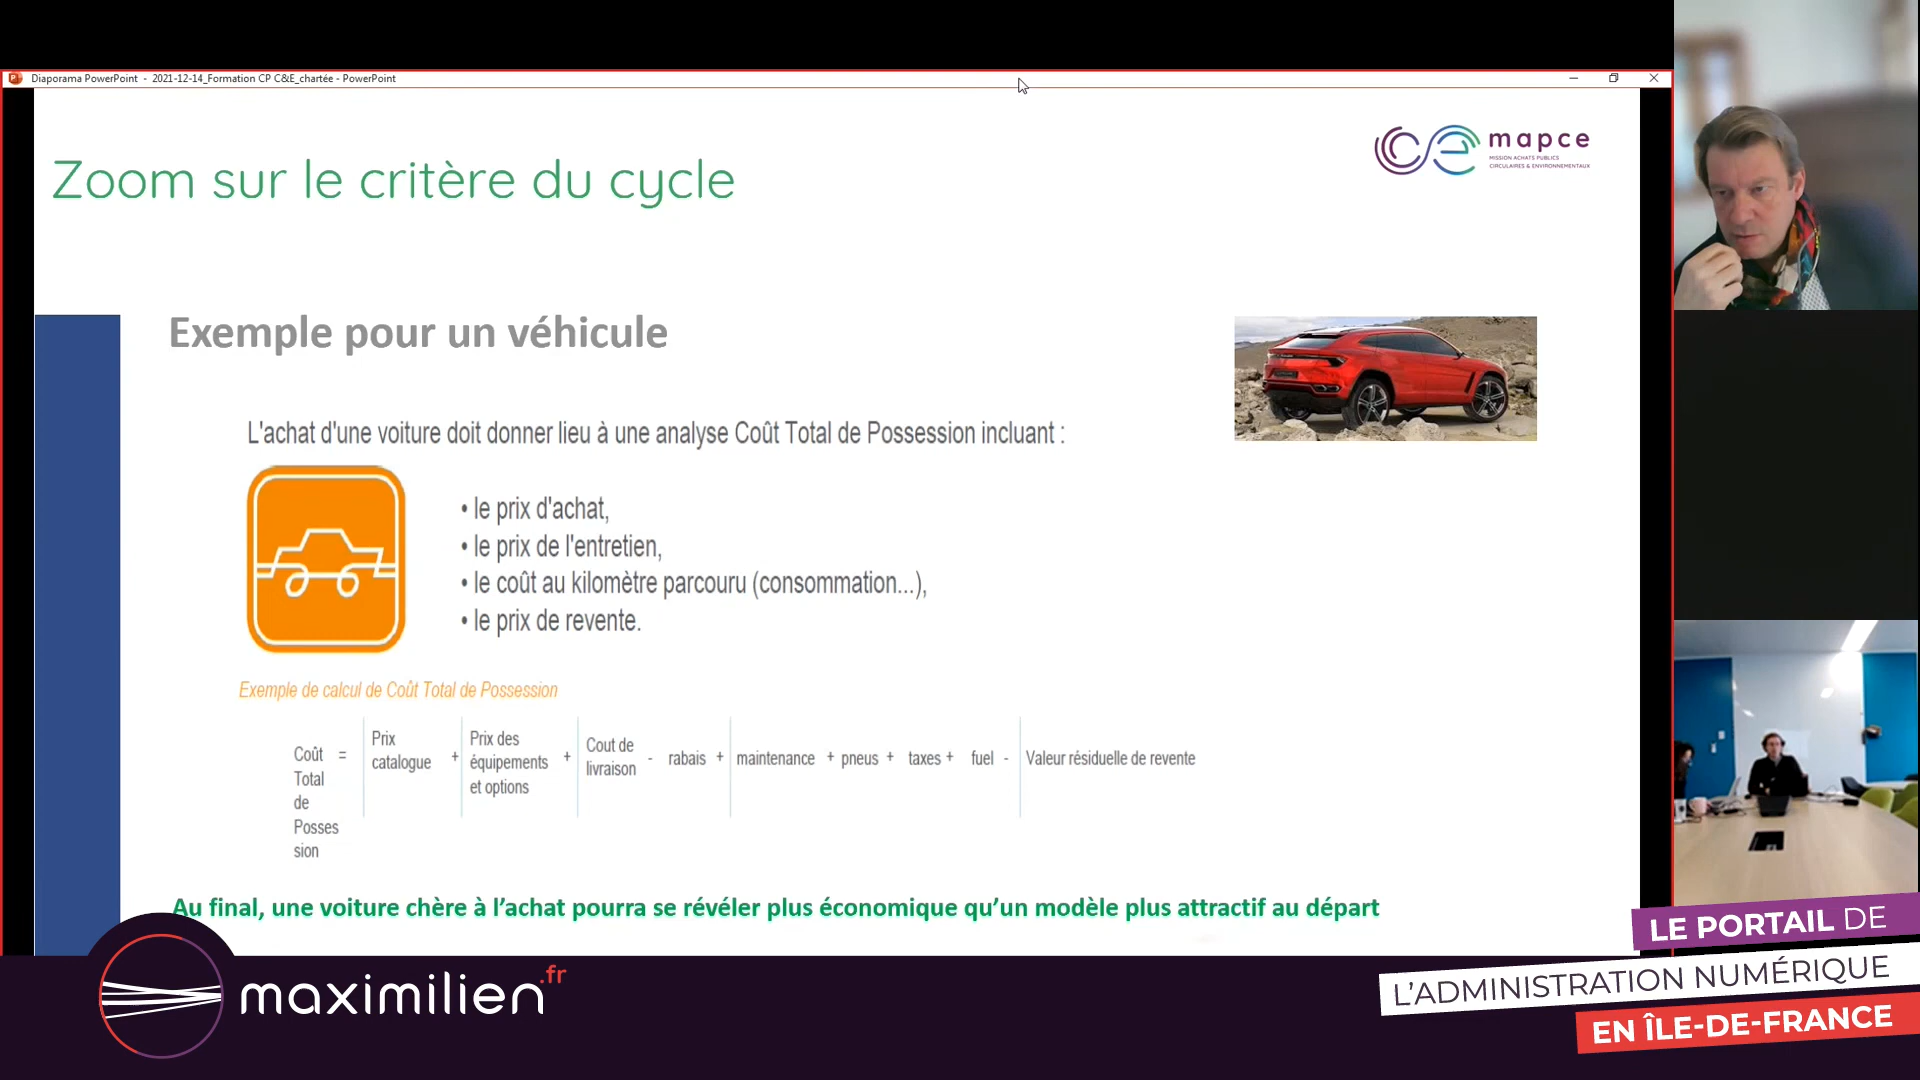 Diaporama PowerPoint - 2021-12-14_Formation CP C&E_chartée - PowerPoint
Zoom sur le critère du cycle
mapce
MISSION ACHATS PUBLICS
CIRCULAIRES & ENVIRONNEMENTAUX
Exemple pour un véhicule
L'achat d'une voiture doit donner lieu à une analyse Coût Total de Possession incluant :
• le prix d'achat,
• le prix de l'entretien,
• le coût au kilomètre parcouru (consommation...),
• le prix de revente.
Exemple de calcul de Coût Total de Possession
Coût
Total
de
Posses
sion
=
Prix
catalogue
+
Prix des
équipements
et options
+
Cout de
livraison
- rabais +
maintenance + pneus + taxes + fuel -
Valeur résiduelle de revente
Au final, une voiture chère à l’achat pourra se révéler plus économique qu’un modèle plus attractif au départ
maximilien.fr
LE PORTAIL DE
L’ADMINISTRATION NUMÉRIQUE
EN ÎLE-DE-FRANCE